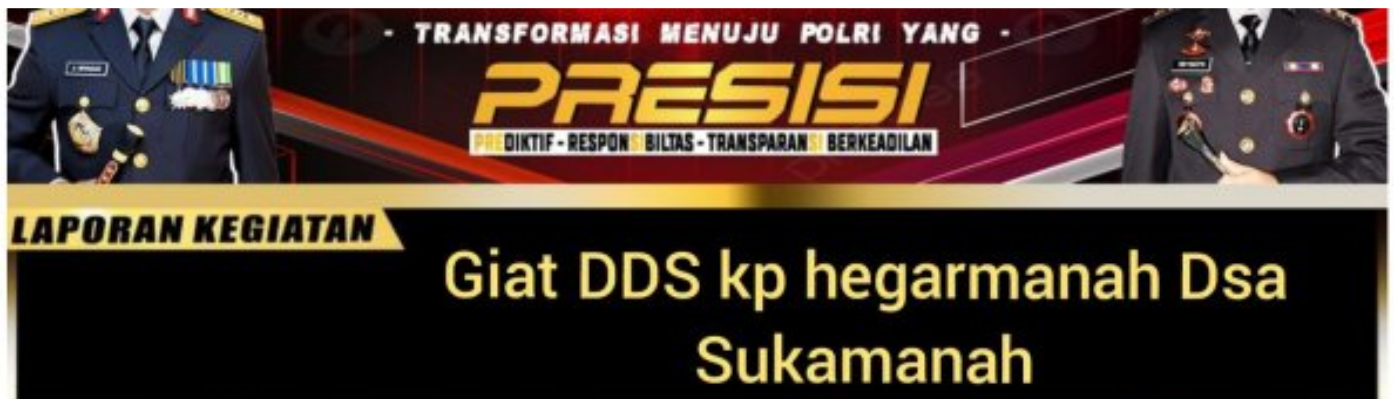 - TRANSFORMASI MENUJU POLRI YANG -
PRESISI
PREDIKTIF - RESPONSIBILTAS - TRANSPARANSI BERKEADILAN
LAPORAN KEGIATAN
Giat DDS kp hegarmanah Dsa
Sukamanah